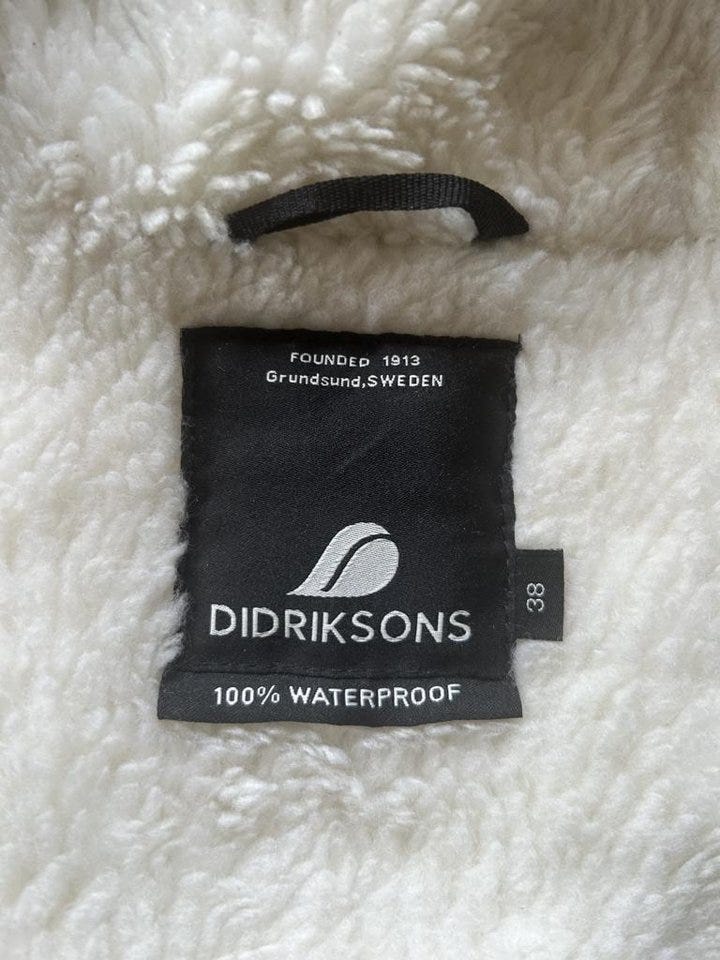 FOUNDED 1913
Grundsund,SWEDEN
DIDRIKSONS
38
100% WATERPROOF